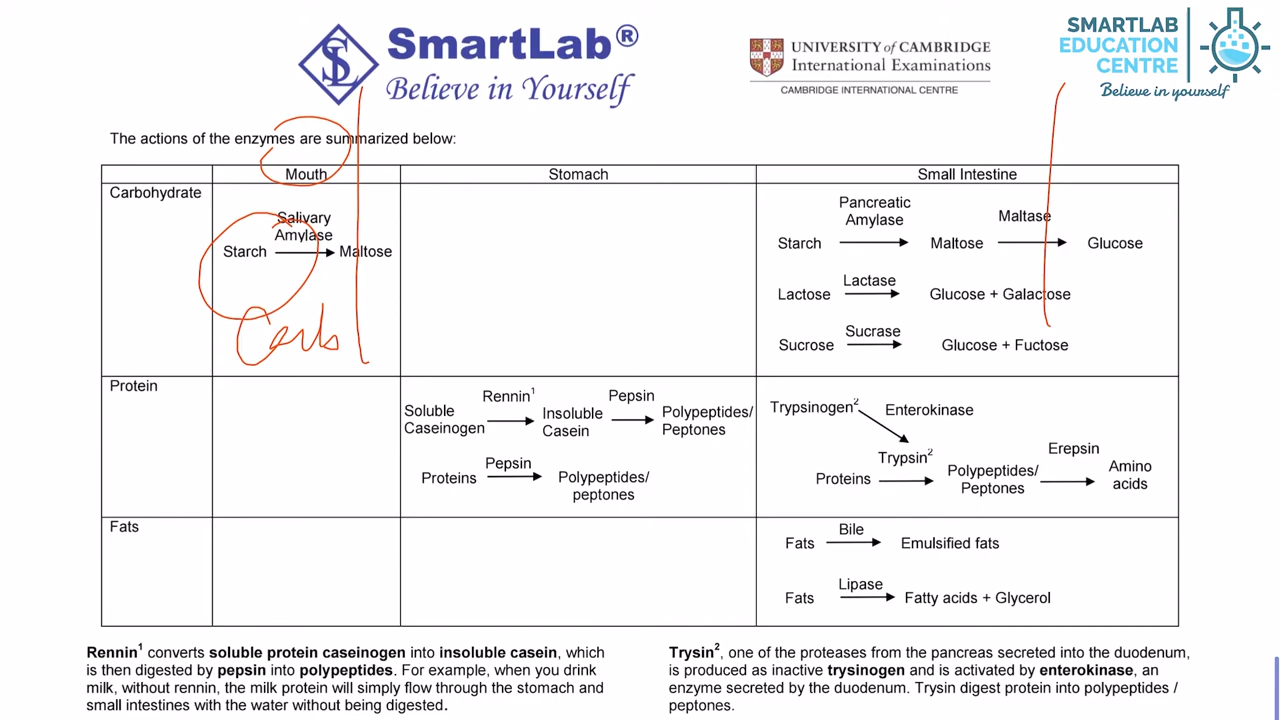 SmartLab®
Believe in Yourself
UNIVERSITY of CAMBRIDGE
International Examinations
CAMBRIDGE INTERNATIONAL CENTRE
SMARTLAB
EDUCATION
CENTRE
Believe in yourself
The actions of the enzymes are summarized below:
Mouth Stomach Small Intestine
Carbohydrate
Salivary
Amylase
Starch Maltose
Carb
Pancreatic
Amylase Maltase
Starch Maltose Glucose
Lactase
Lactose Glucose + Galactose
Sucrase
Sucrose Glucose + Fuctose
Protein
Rennin¹ Pepsin
Soluble
Caseinogen
Insoluble
Casein
Polypeptides/
Peptones
Pepsin
Proteins Polypeptides/
peptones
Trypsinogen² Enterokinase
Trypsin² Erepsin
Proteins Polypeptides/
Peptones
Amino
acids
Fats
Bile
Fats Emulsified fats
Lipase
Fats Fatty acids + Glycerol
Rennin¹ converts soluble protein caseinogen into insoluble casein, which
is then digested by pepsin into polypeptides. For example, when you drink
milk, without rennin, the milk protein will simply flow through the stomach and
small intestines with the water without being digested.
Trysin², one of the proteases from the pancreas secreted into the duodenum,
is produced as inactive trysinogen and is activated by enterokinase, an
enzyme secreted by the duodenum. Trysin digest protein into polypeptides /
peptones.